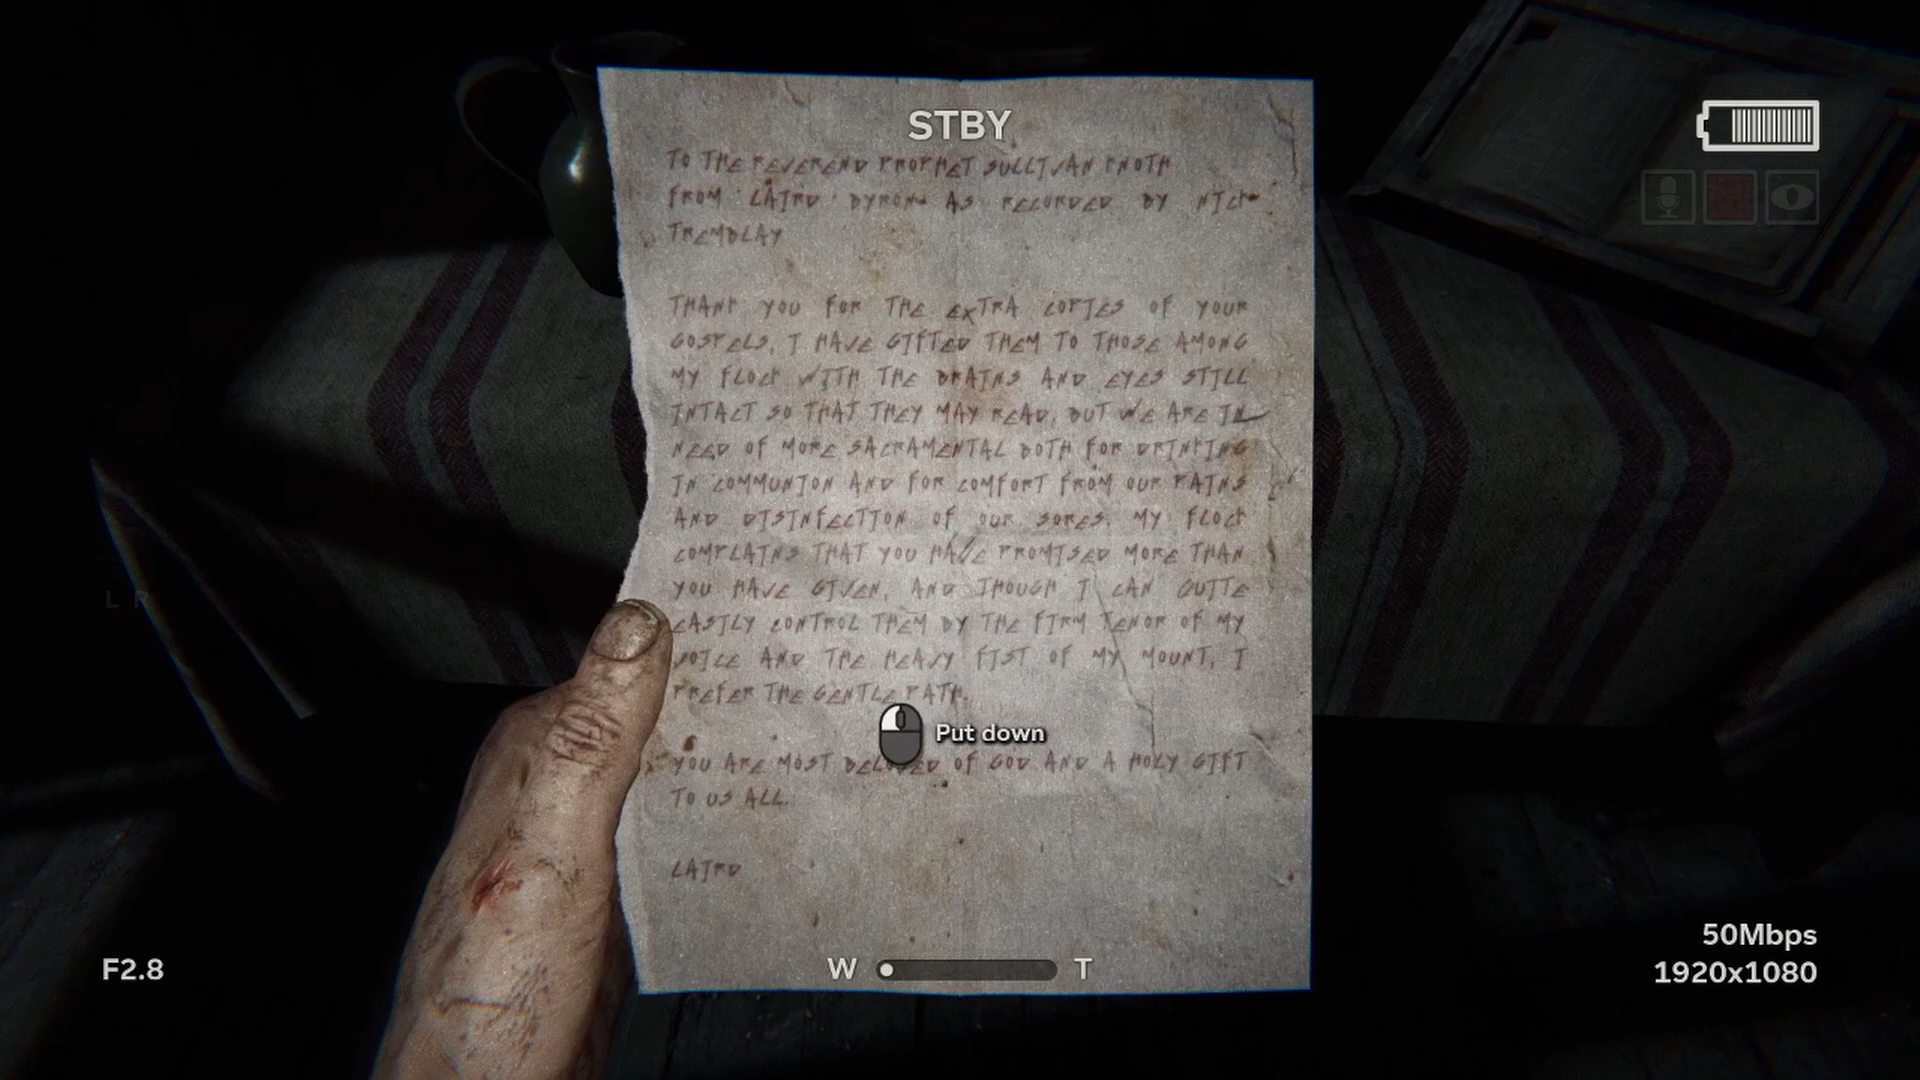 STBY
TO THE REVEREND PROPHET SULLIVAN KNOTH
FROM LAIRD BYRON AS RECORDED BY NICK
TREMBLAY
THANK YOU FOR THE EXTRA COPIES OF YOUR
GOSPELS, I HAVE GIFTED THEM TO THOSE AMONG
MY FLOCK WITH THE BRAINS AND EYES STILL
INTACT SO THAT THEY MAY READ, BUT WE ARE IN
NEED OF MORE SACRAMENTAL BOTH FOR DRINKING
IN COMMUNION AND FOR COMFORT FROM OUR PAINS
AND DISINFECTION OF OUR SORES. MY FLOCK
COMPLAINS THAT YOU HAVE PROMISED MORE THAN
YOU HAVE GIVEN, AND THOUGH I CAN QUITE
EASILY CONTROL THEM BY THE FIRM TENOR OF MY
VOICE AND THE HEAVY FIST OF MY MOUNT, I
PREFER THE GENTLE PATH.
Put down
YOU ARE MOST BELOVED OF GOD AND A HOLY GIFT
TO US ALL.
LAIRD
L R
F2.8
W T
50Mbps
1920x1080